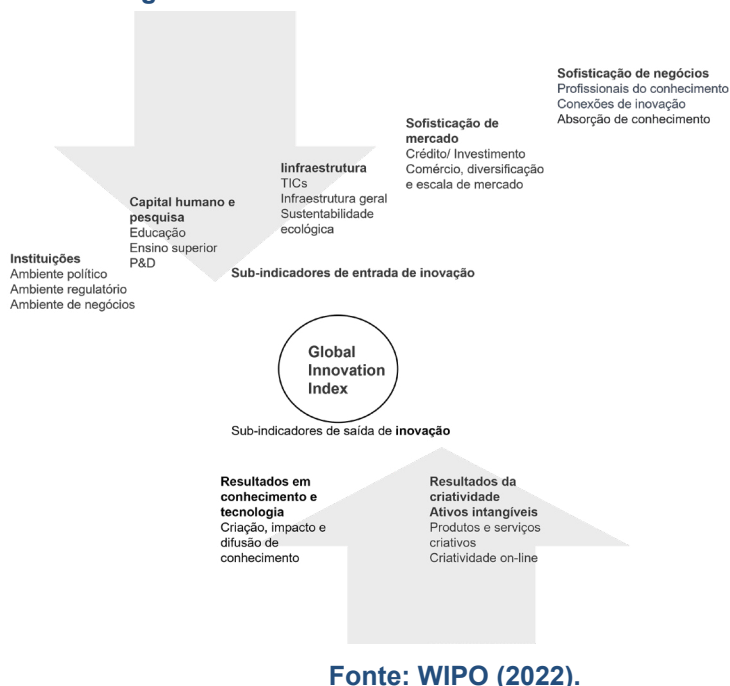 Sofisticação de negócios
Profissionais do conhecimento
Conexões de inovação
Absorção de conhecimento
Sofisticação de
mercado
Crédito/ Investimento
Comércio, diversificação
e escala de mercado
Iinfraestrutura
TICs
Infraestrutura geral
Sustentabilidade
ecológica
Capital humano e
pesquisa
Educação
Ensino superior
P&D
Instituições
Ambiente político
Ambiente regulatório
Ambiente de negócios
Sub-indicadores de entrada de inovação
Global
Innovation
Index
Sub-indicadores de saída de inovação
Resultados em
conhecimento e
tecnologia
Criação, impacto e
difusão de
conhecimento
Resultados da
criatividade
Ativos intangíveis
Produtos e serviços
criativos
Criatividade on-line
Fonte: WIPO (2022).